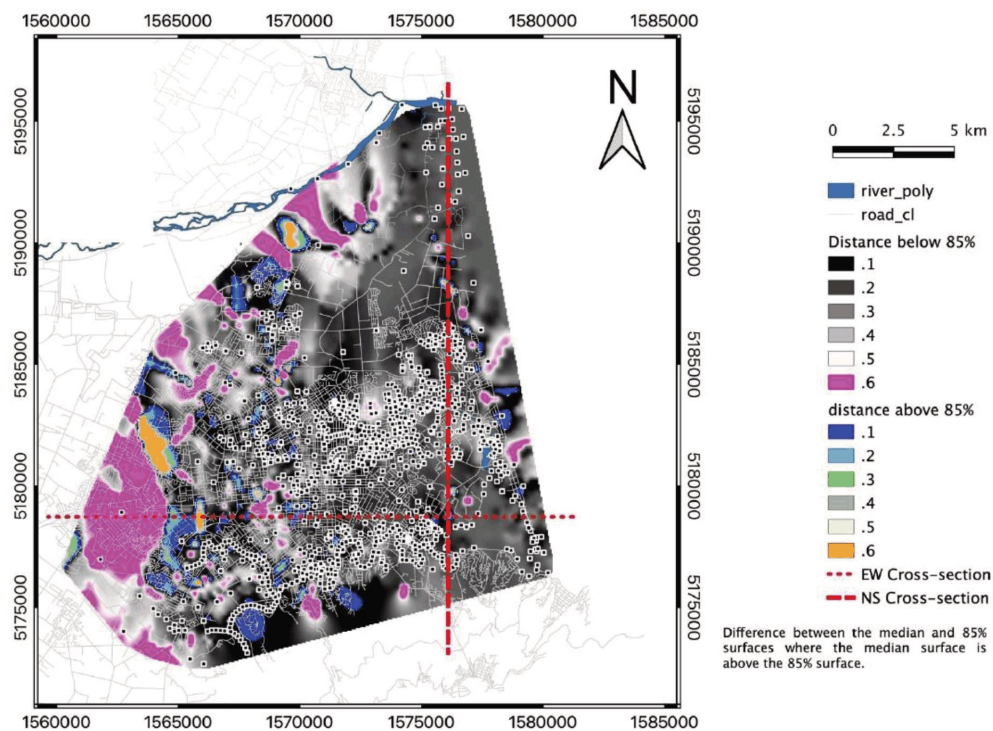 1560000 1565000 1570000 1575000 1580000 1585000
5195000 5190000 5185000 5180000 5175000
N
5195000 5190000 5185000 5180000 5175000
1560000 1565000 1570000 1575000 1580000 1585000
0 2.5 5 km
river_poly
road_cl
Distance below 85%
.1
.2
.3
.4
.5
.6
distance above 85%
.1
.2
.3
.4
.5
.6
EW Cross-section
NS Cross-section
Difference between the median and 85%
surfaces where the median surface is
above the 85% surface.